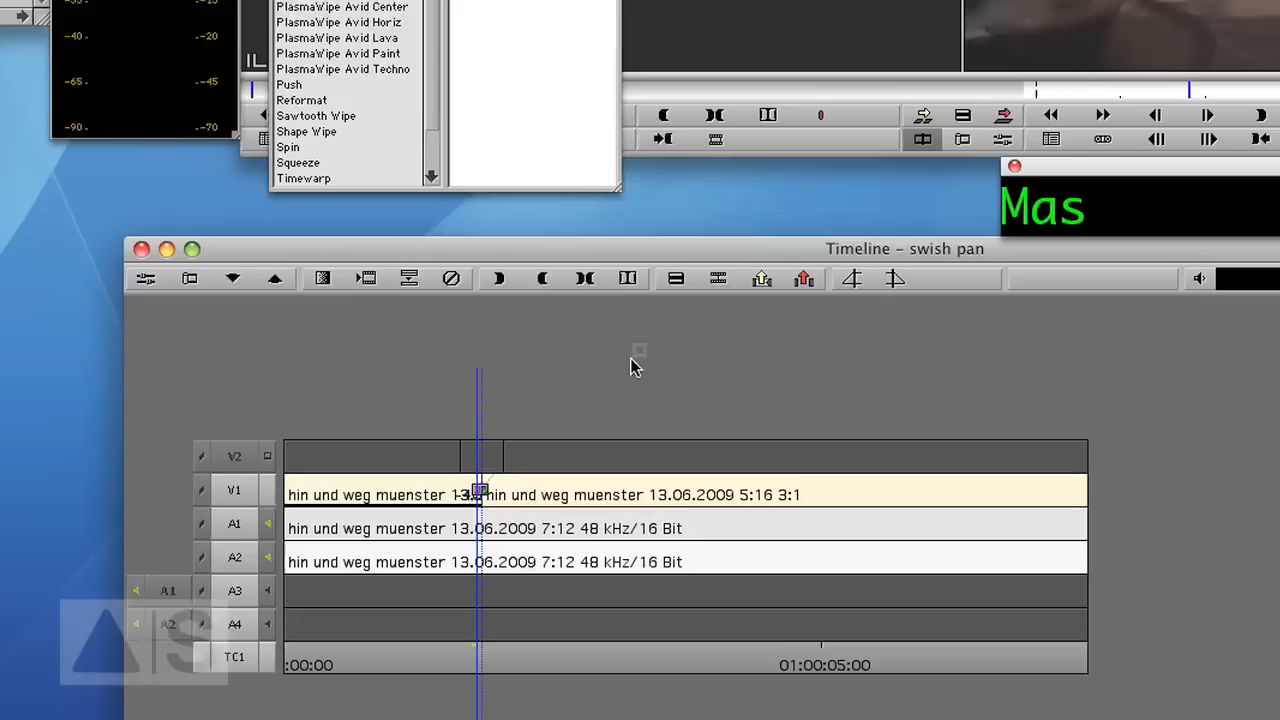 -40-
-20
-65-
-45
-90-
-70
PlasmaWipe Avid Center
PlasmaWipe Avid Horiz
PlasmaWipe Avid Lava
PlasmaWipe Avid Paint
PlasmaWipe Avid Techno
Push
Reformat
Sawtooth Wipe
Shape Wipe
Spin
Squeeze
Timewarp
Mas
Timeline - swish pan
V2
V1
hin und weg muenster 13.
hin und weg muenster 13.06.2009 5:16 3:1
A1
hin und weg muenster 13.06.2009 7:12 48 kHz/16 Bit
A2
hin und weg muenster 13.06.2009 7:12 48 kHz/16 Bit
A1
A3
A2
A4
TC1
:00:00
01:00:05:00
A|S